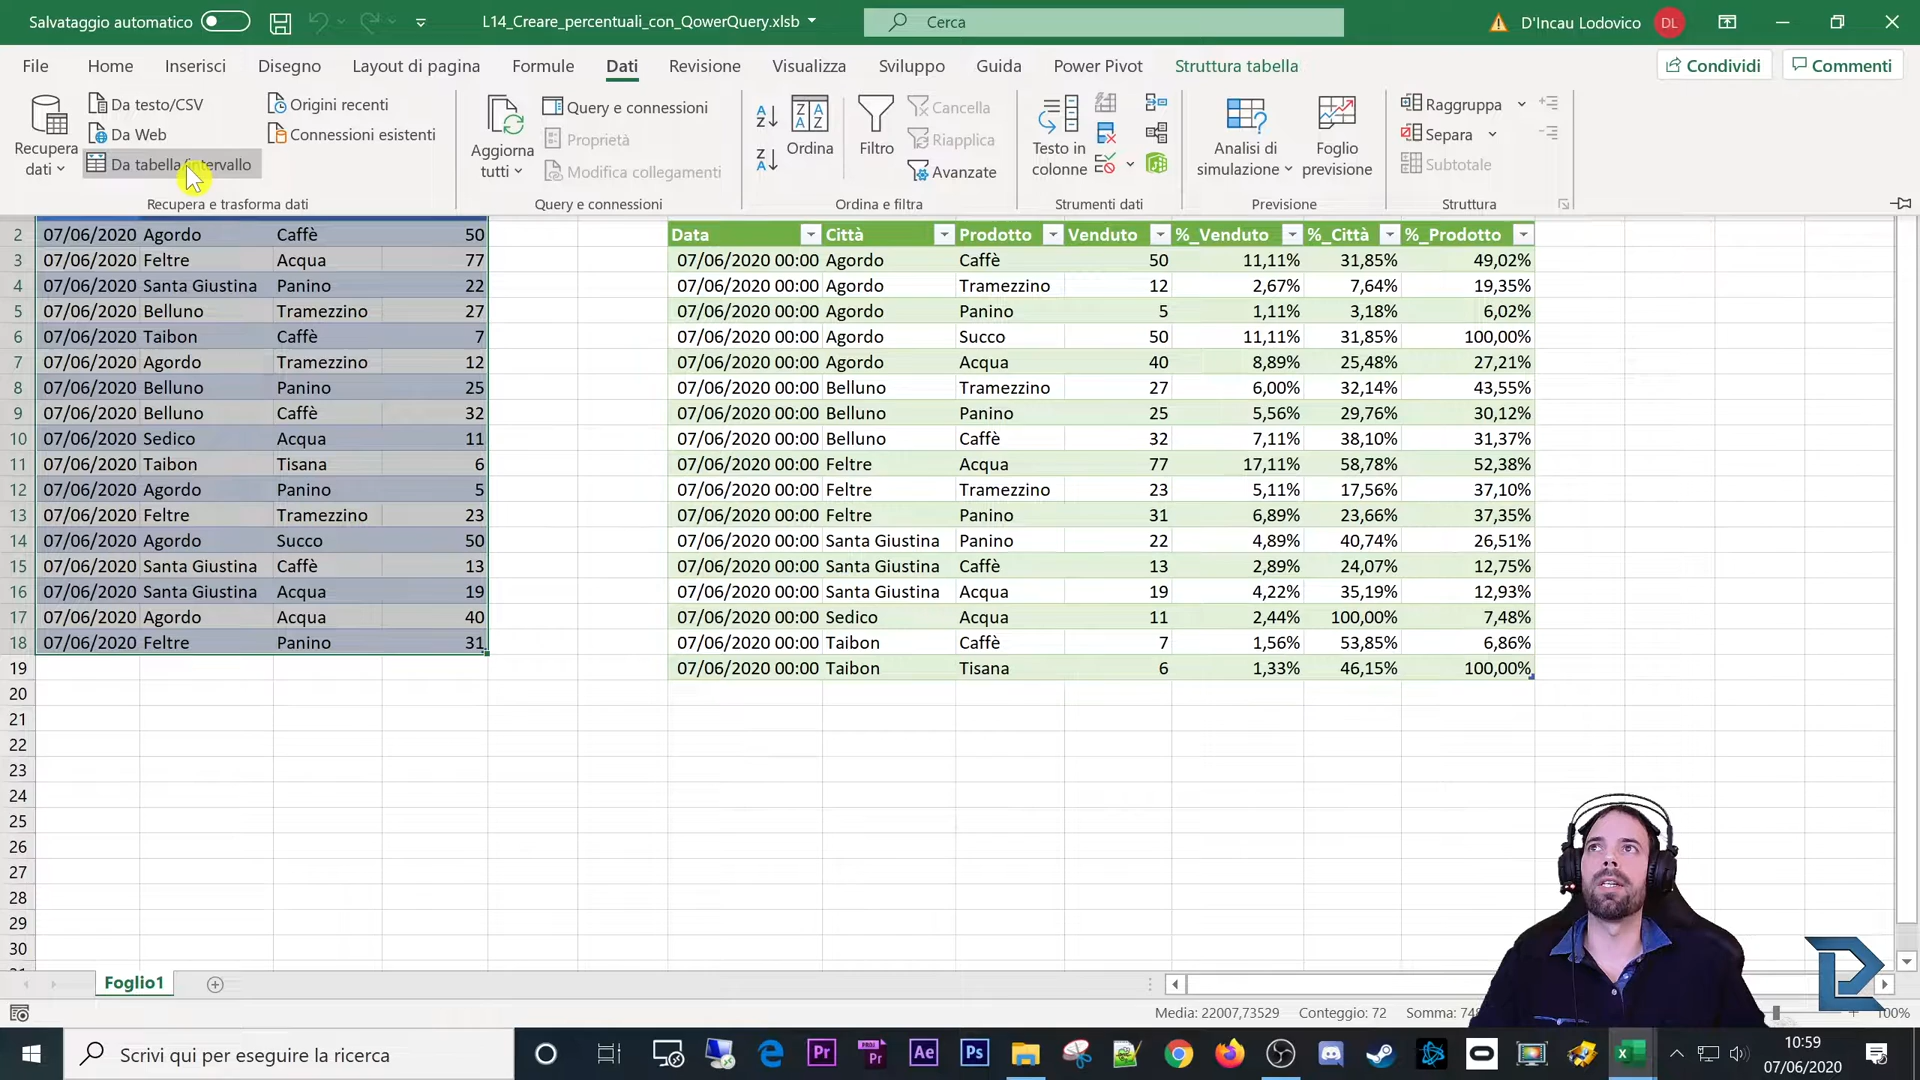 Salvataggio automatico
L14_Creare_percentuali_con_QowerQuery.xlsb
Cerca
D'Incau Lodovico
DL
File Home Inserisci Disegno Layout di pagina Formule Dati Revisione Visualizza Sviluppo Guida Power Pivot Struttura tabella
Condividi
Commenti
Recupera dati
Da testo/CSV
Da Web
Da tabella/intervallo
Origini recenti
Connessioni esistenti
Recupera e trasforma dati
Aggiorna tutti
Query e connessioni
Proprietà
Modifica collegamenti
Query e connessioni
Ordina
Filtro
Cancella
Riapplica
Avanzate
Ordina e filtra
Testo in colonne
Strumenti dati
Analisi di simulazione
Foglio previsione
Previsione
Raggruppa
Separa
Subtotale
Struttura
2 07/06/2020 Agordo Caffè 50 Data Città Prodotto Venduto %_Venduto %_Città %_Prodotto
3 07/06/2020 Feltre Acqua 77 07/06/2020 00:00 Agordo Caffè 50 11,11% 31,85% 49,02%
4 07/06/2020 Santa Giustina Panino 22 07/06/2020 00:00 Agordo Tramezzino 12 2,67% 7,64% 19,35%
5 07/06/2020 Belluno Tramezzino 27 07/06/2020 00:00 Agordo Panino 5 1,11% 3,18% 6,02%
6 07/06/2020 Taibon Caffè 7 07/06/2020 00:00 Agordo Succo 50 11,11% 31,85% 100,00%
7 07/06/2020 Agordo Tramezzino 12 07/06/2020 00:00 Agordo Acqua 40 8,89% 25,48% 27,21%
8 07/06/2020 Belluno Panino 25 07/06/2020 00:00 Belluno Tramezzino 27 6,00% 32,14% 43,55%
9 07/06/2020 Belluno Caffè 32 07/06/2020 00:00 Belluno Panino 25 5,56% 29,76% 30,12%
10 07/06/2020 Sedico Acqua 11 07/06/2020 00:00 Belluno Caffè 32 7,11% 38,10% 31,37%
11 07/06/2020 Taibon Tisana 6 07/06/2020 00:00 Feltre Acqua 77 17,11% 58,78% 52,38%
12 07/06/2020 Agordo Panino 5 07/06/2020 00:00 Feltre Tramezzino 23 5,11% 17,56% 37,10%
13 07/06/2020 Feltre Tramezzino 23 07/06/2020 00:00 Feltre Panino 31 6,89% 23,66% 37,35%
14 07/06/2020 Agordo Succo 50 07/06/2020 00:00 Santa Giustina Panino 22 4,89% 40,74% 26,51%
15 07/06/2020 Santa Giustina Caffè 13 07/06/2020 00:00 Santa Giustina Caffè 13 2,89% 24,07% 12,75%
16 07/06/2020 Santa Giustina Acqua 19 07/06/2020 00:00 Santa Giustina Acqua 19 4,22% 35,19% 12,93%
17 07/06/2020 Agordo Acqua 40 07/06/2020 00:00 Sedico Acqua 11 2,44% 100,00% 7,48%
18 07/06/2020 Feltre Panino 31 07/06/2020 00:00 Taibon Caffè 7 1,56% 53,85% 6,86%
19 07/06/2020 00:00 Taibon Tisana 6 1,33% 46,15% 100,00%
20
21
22
23
24
25
26
27
28
29
30
Foglio1
Media: 22007,73529 Conteggio: 72 Somma: 100%
Scrivi qui per eseguire la ricerca
Pr
Pr
Ae
Ps
10:59
07/06/2020